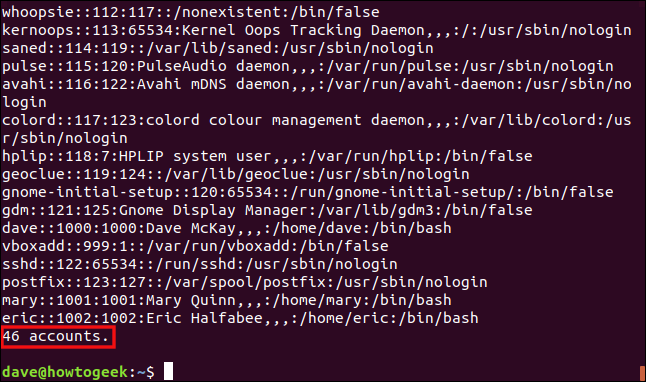 whoopsie::112:117::/nonexistent:/bin/false
kernoops::113:65534:Kernel Oops Tracking Daemon,,,:/:/usr/sbin/nologin
saned::114:119::/var/lib/saned:/usr/sbin/nologin
pulse::115:120:PulseAudio daemon,,,:/var/run/pulse:/usr/sbin/nologin
avahi::116:122:Avahi mDNS daemon,,,:/var/run/avahi-daemon:/usr/sbin/no
login
colord::117:123:colord colour management daemon,,,:/var/lib/colord:/us
r/sbin/nologin
hplip::118:7:HPLIP system user,,,:/var/run/hplip:/bin/false
geoclue::119:124::/var/lib/geoclue:/usr/sbin/nologin
gnome-initial-setup::120:65534::/run/gnome-initial-setup/:/bin/false
gdm::121:125:Gnome Display Manager:/var/lib/gdm3:/bin/false
dave::1000:1000:Dave McKay,,,:/home/dave:/bin/bash
vboxadd::999:1::/var/run/vboxadd:/bin/false
sshd::122:65534::/run/sshd:/usr/sbin/nologin
postfix::123:127::/var/spool/postfix:/usr/sbin/nologin
mary::1001:1001:Mary Quinn,,,:/home/mary:/bin/bash
eric::1002:1002:Eric Halfabee,,,:/home/eric:/bin/bash
46 accounts.
dave@howtogeek:~$